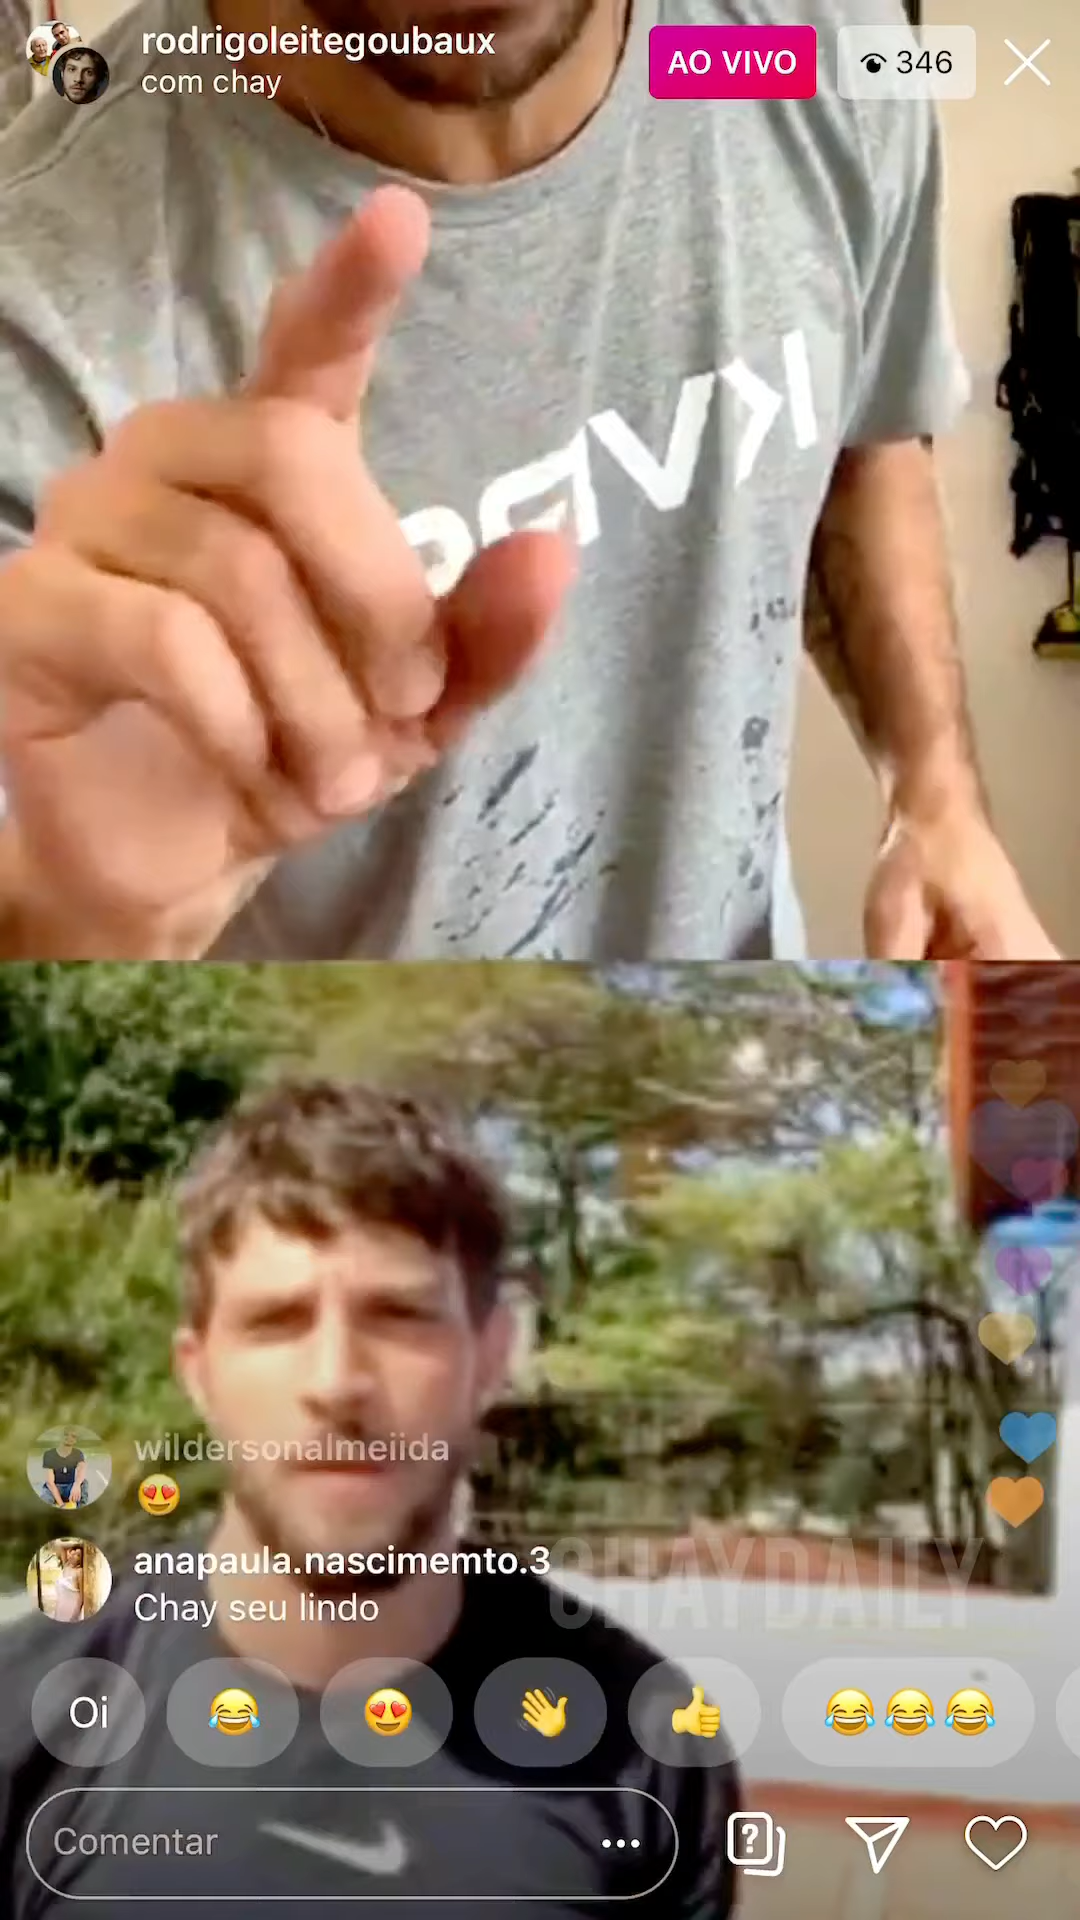 rodrigoleitegoubaux
com chay
AO VIVO
346
wildersonalmeiida
anapaula.nascimemto.3
Chay seu lindo
CHAYDAILY
Oi
Comentar